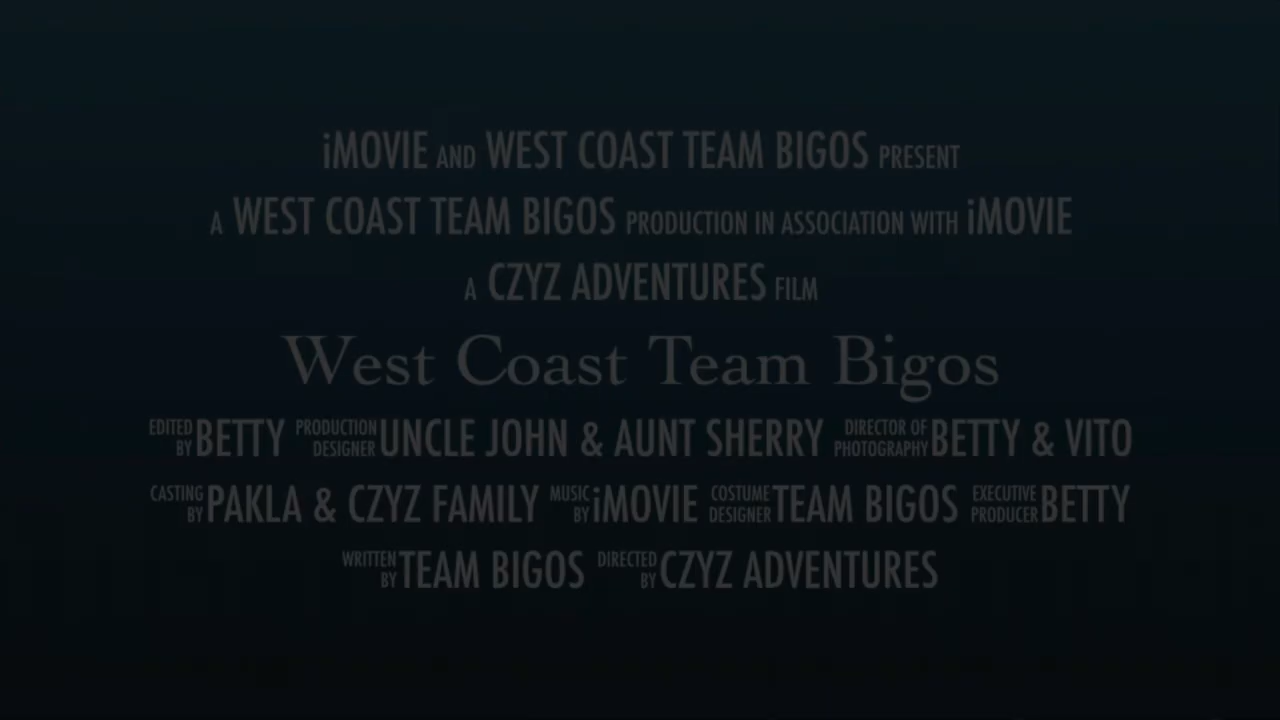 iMOVIE AND WEST COAST TEAM BIGOS PRESENT
A WEST COAST TEAM BIGOS PRODUCTION IN ASSOCIATION WITH iMOVIE
A CZYZ ADVENTURES FILM
West Coast Team Bigos
EDITED BY BETTY PRODUCTION DESIGNER UNCLE JOHN & AUNT SHERRY DIRECTOR OF PHOTOGRAPHY BETTY & VITO
CASTING BY PAKLA & CZYZ FAMILY MUSIC BY iMOVIE COSTUME DESIGNER TEAM BIGOS EXECUTIVE PRODUCER BETTY
WRITTEN BY TEAM BIGOS DIRECTED BY CZYZ ADVENTURES